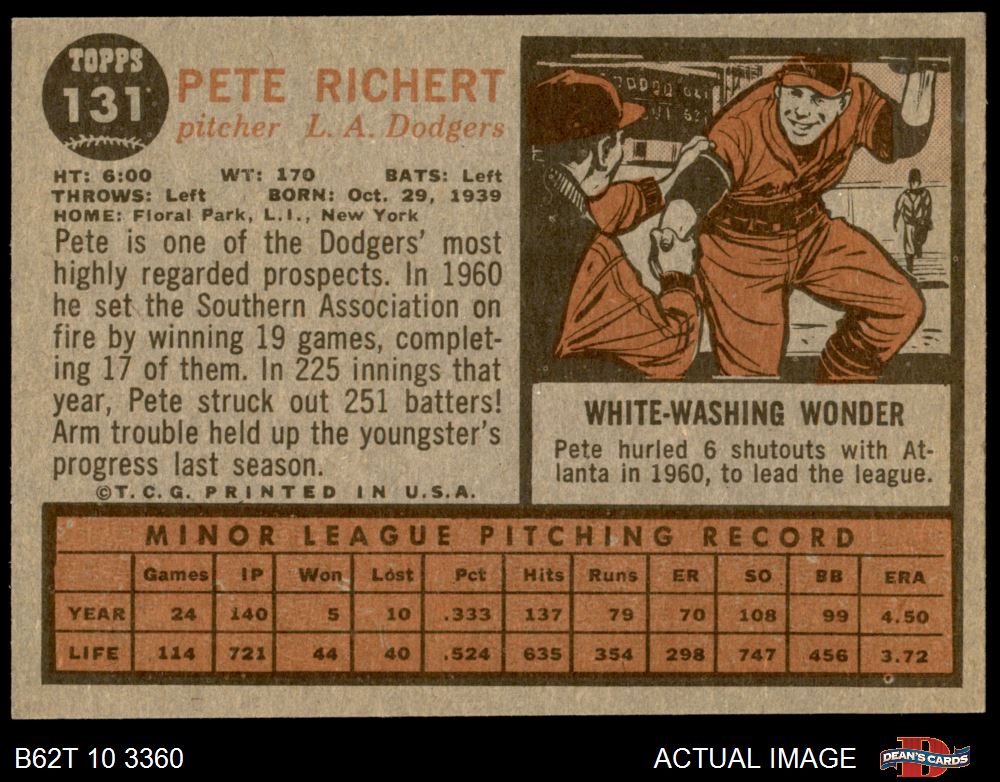 TOPPS
131
PETE RICHERT
pitcher L. A. Dodgers
HT: 6:00 WT: 170 BATS: Left
THROWS: Left BORN: Oct. 29, 1939
HOME: Floral Park, L.I., New York
Pete is one of the Dodgers' most
highly regarded prospects. In 1960
he set the Southern Association on
fire by winning 19 games, complet-
ing 17 of them. In 225 innings that
year, Pete struck out 251 batters!
Arm trouble held up the youngster's
progress last season.
©T. C. G. PRINTED IN U.S.A.
WHITE-WASHING WONDER
Pete hurled 6 shutouts with At-
lanta in 1960, to lead the league.
MINOR LEAGUE PITCHING RECORD
Games IP Won Lost Pct Hits Runs ER SO BB ERA
YEAR 24 140 5 10 .333 137 79 70 108 99 4.50
LIFE 114 721 44 40 .524 635 354 298 747 456 3.72
B62T 10 3360
ACTUAL IMAGE
DEAN'S CARDS